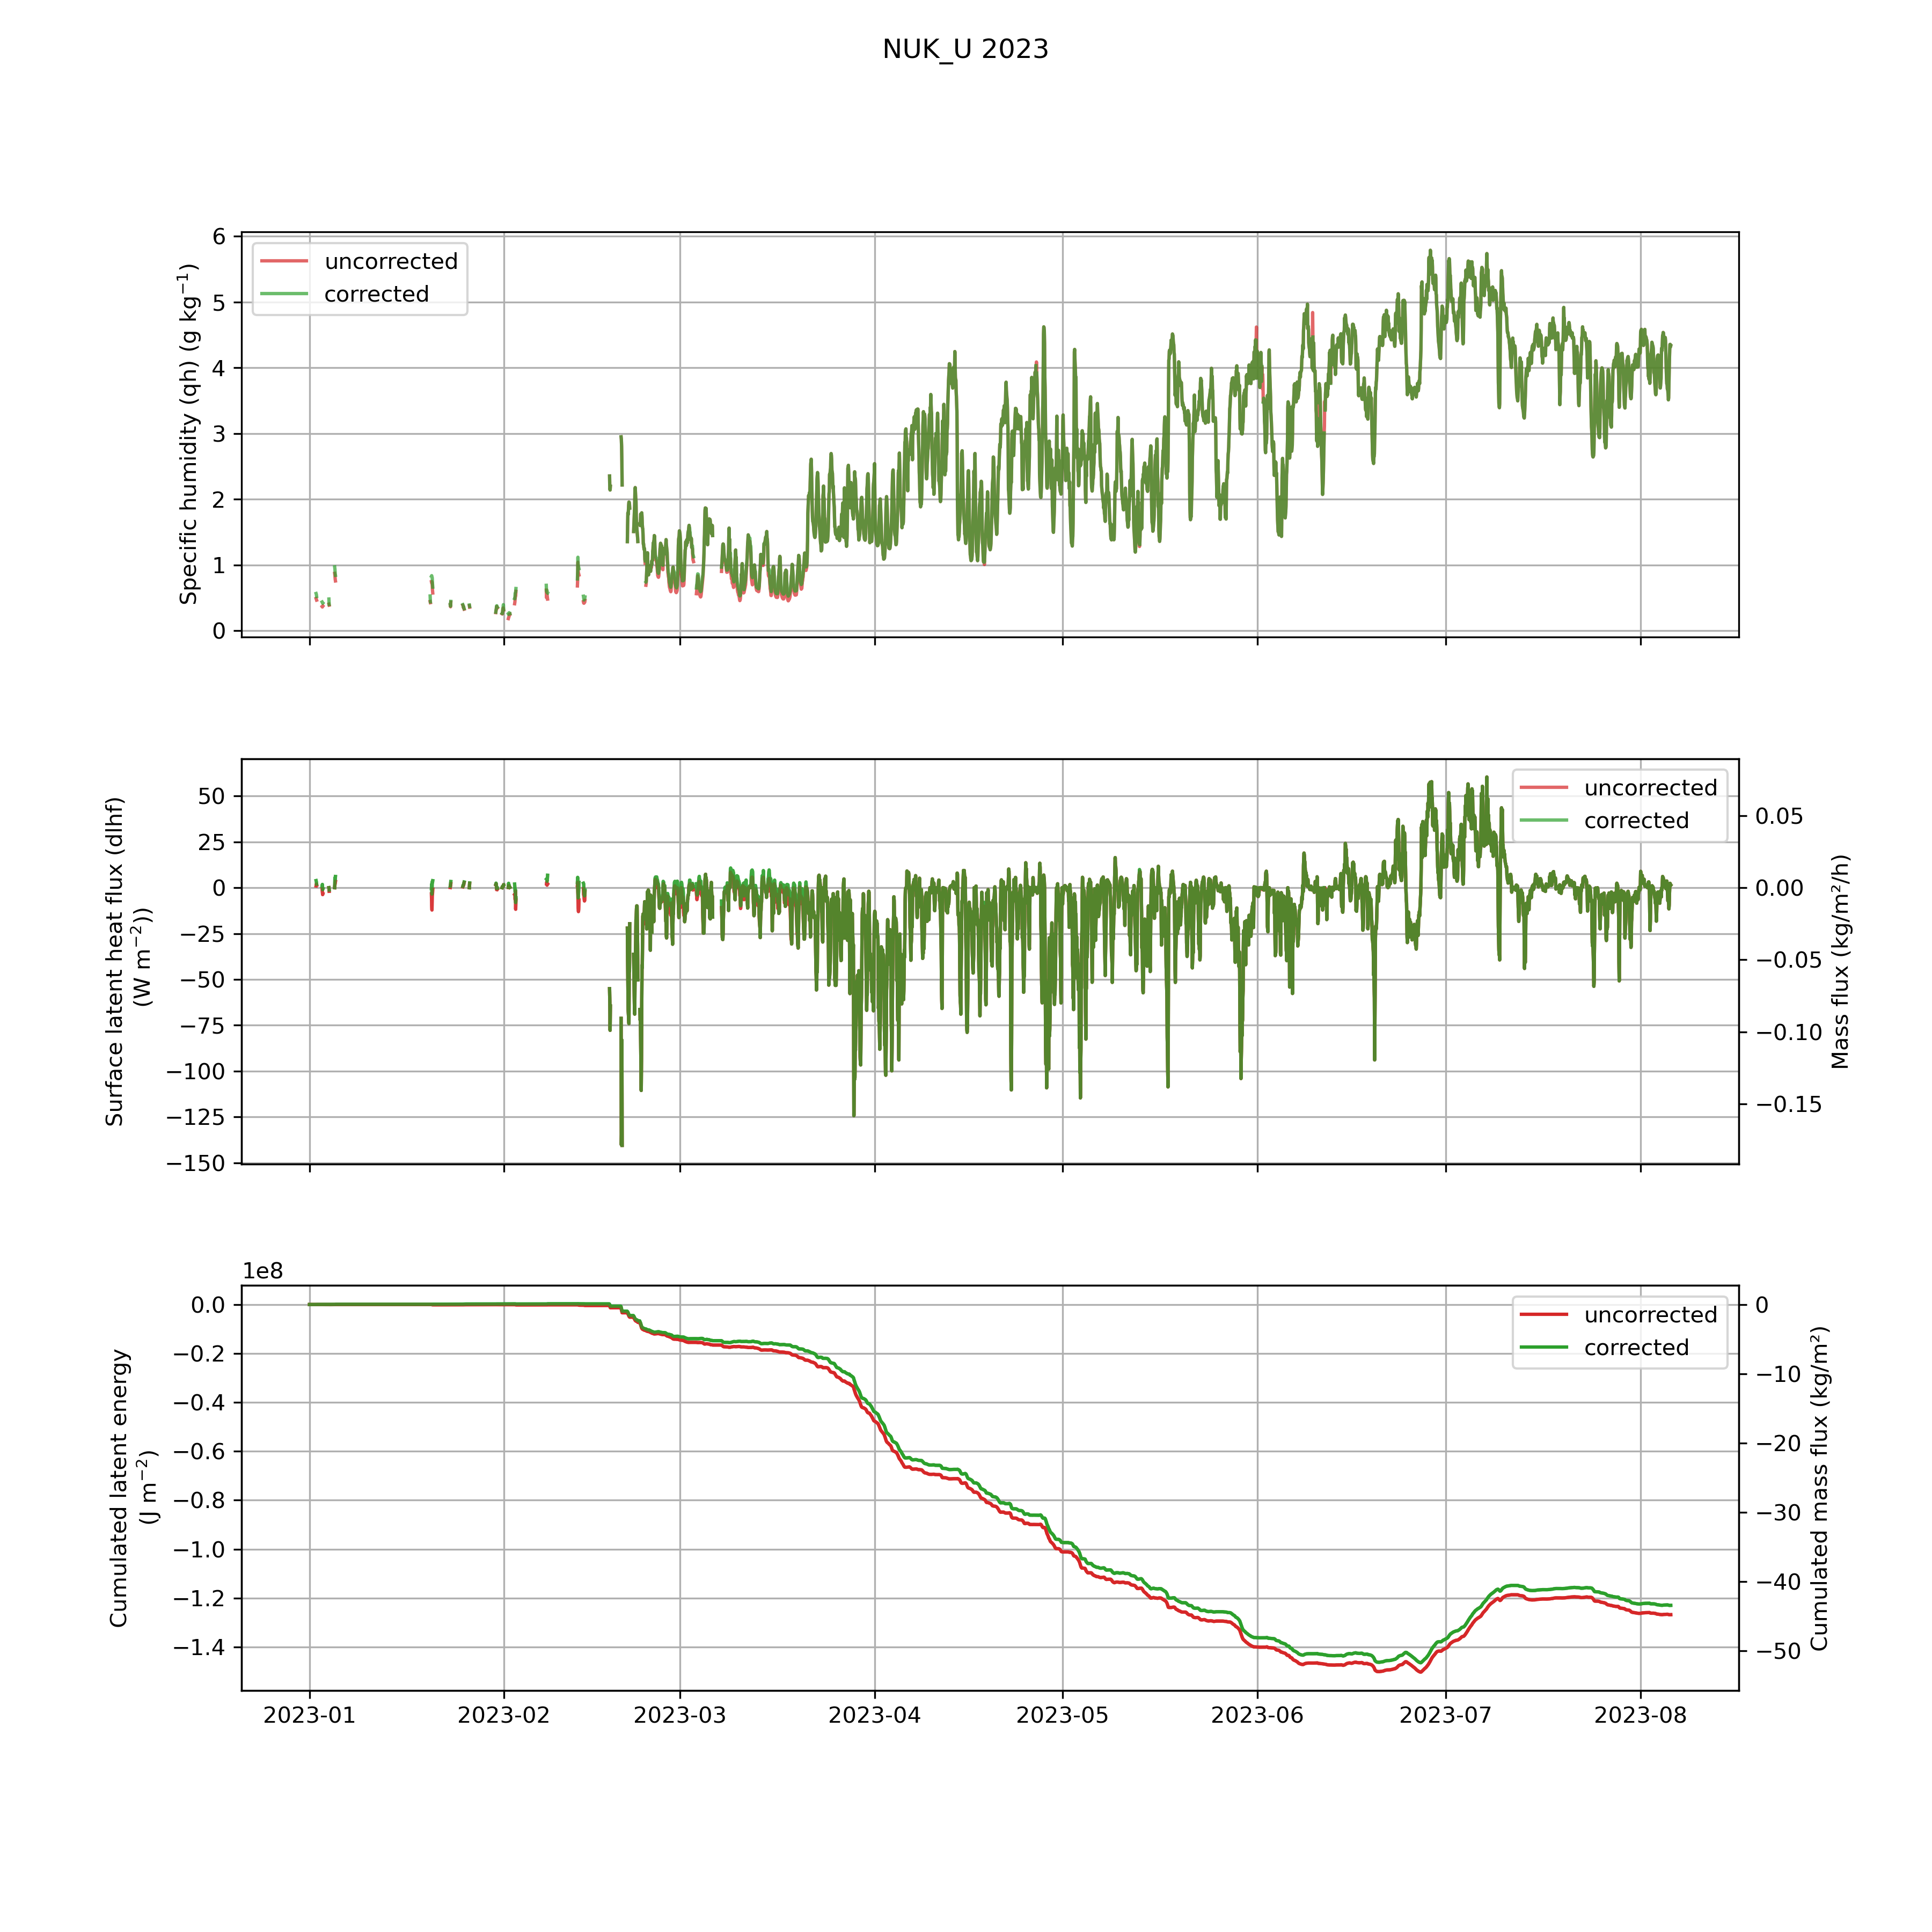 NUK_U 2023
Specific humidity (qh) (g kg⁻¹)
6
5
4
3
2
1
0
uncorrected
corrected
Surface latent heat flux (dlhf)
(W m⁻²))
50
25
0
−25
−50
−75
−100
−125
−150
uncorrected
corrected
0.05
0.00
−0.05
−0.10
−0.15
Mass flux (kg/m²/h)
1e8
Cumulated latent energy
(J m⁻²)
0.0
−0.2
−0.4
−0.6
−0.8
−1.0
−1.2
−1.4
uncorrected
corrected
0
−10
−20
−30
−40
−50
Cumulated mass flux (kg/m²)
2023-01 2023-02 2023-03 2023-04 2023-05 2023-06 2023-07 2023-08